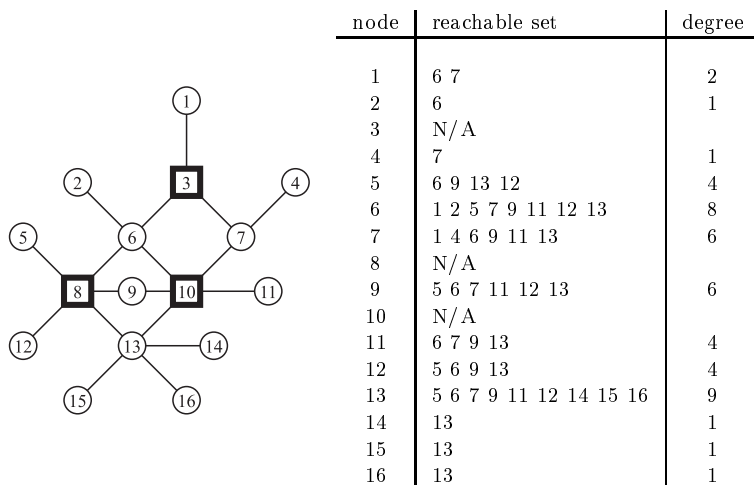 node reachable set degree
1 6 7 2
2 6 1
3 N/A
4 7 1
5 6 9 13 12 4
6 1 2 5 7 9 11 12 13 8
7 1 4 6 9 11 13 6
8 N/A
9 5 6 7 11 12 13 6
10 N/A
11 6 7 9 13 4
12 5 6 9 13 4
13 5 6 7 9 11 12 14 15 16 9
14 13 1
15 13 1
16 13 1
1
2 3 4
5 6 7
8 9 10 11
12 13 14
15 16